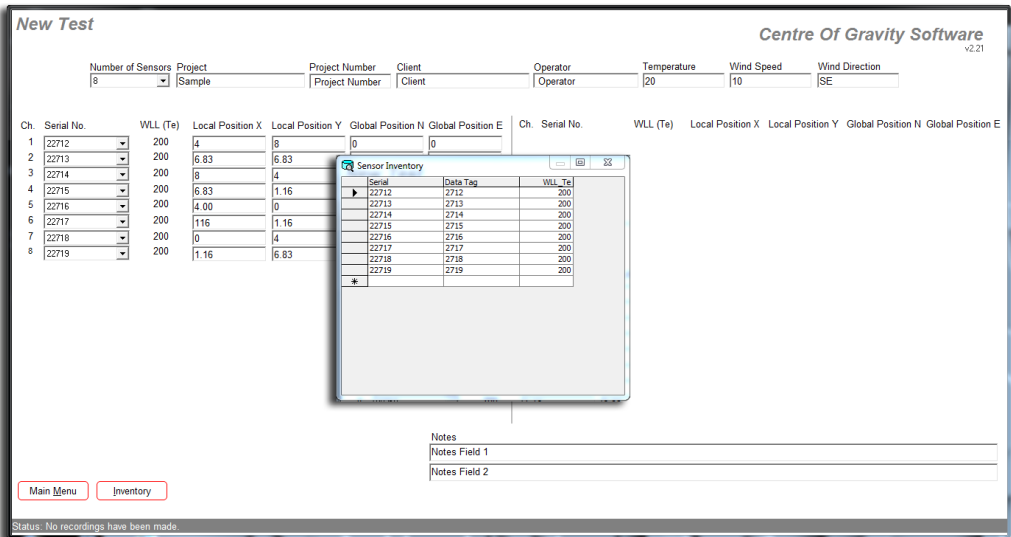 New Test
Centre Of Gravity Software
v2.21
Number of Sensors Project Project Number Client Operator Temperature Wind Speed Wind Direction
8 Sample Project Number Client Operator 20 10 SE
Ch. Serial No. WLL (Te) Local Position X Local Position Y Global Position N Global Position E Ch. Serial No. WLL (Te) Local Position X Local Position Y Global Position N Global Position E
1 22712 200 4 8 0 0
2 22713 200 6.83 6.83
3 22714 200 8 4
4 22715 200 6.83 1.16
5 22716 200 4.00 0
6 22717 200 116 1.16
7 22718 200 0 4
8 22719 200 1.16 6.83
Sensor Inventory
Serial Data Tag WLL_Te
22712 2712 200
22713 2713 200
22714 2714 200
22715 2715 200
22716 2716 200
22717 2717 200
22718 2718 200
22719 2719 200
Notes
Notes Field 1
Notes Field 2
Main Menu Inventory
Status: No recordings have been made.